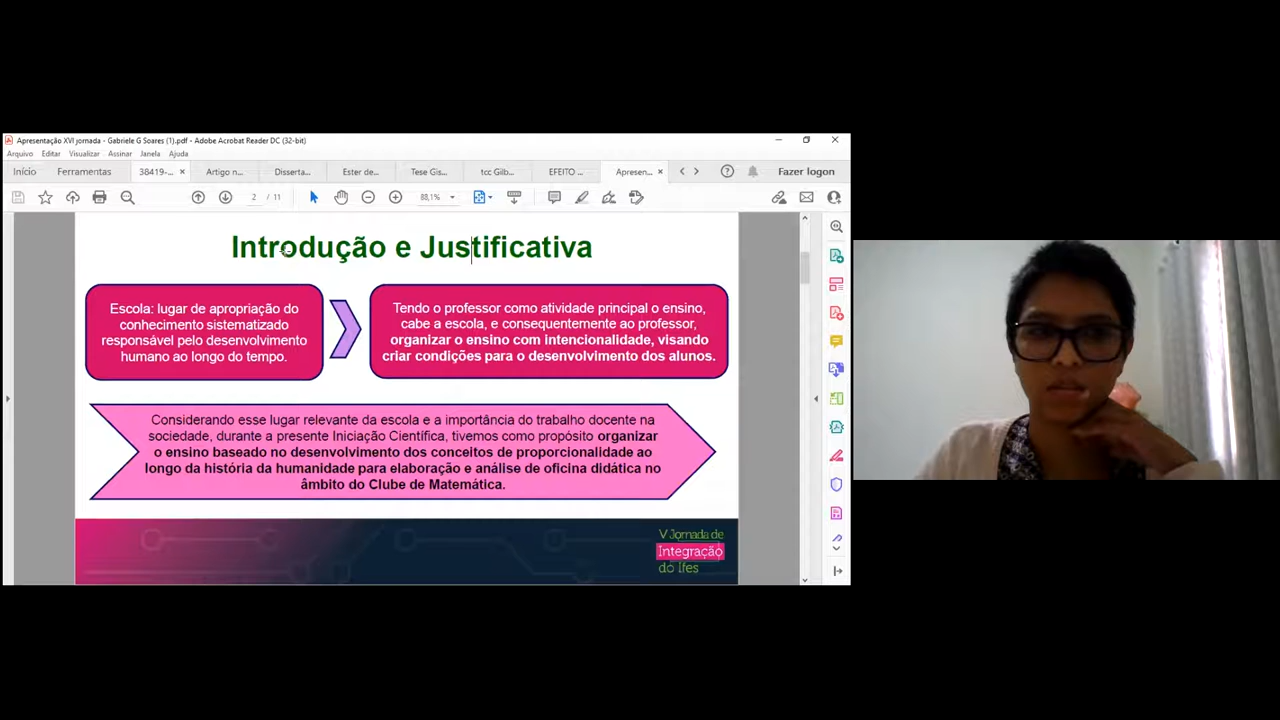 Apresentação XVI jornada - Gabriele G Soares (1).pdf - Adobe Acrobat Reader DC (32-bit)
Arquivo Editar Visualizar Assinar Janela Ajuda
Início Ferramentas 38419-... Artigo n... Disserta... Ester de... Tese Gis... tcc Gilb... EFEITO ... Apresen... Fazer logon
2 / 11 88,1%
Introdução e Justificativa
Escola: lugar de apropriação do
conhecimento sistematizado
responsável pelo desenvolvimento
humano ao longo do tempo.
Tendo o professor como atividade principal o ensino,
cabe a escola, e consequentemente ao professor,
organizar o ensino com intencionalidade, visando
criar condições para o desenvolvimento dos alunos.
Considerando esse lugar relevante da escola e a importância do trabalho docente na
sociedade, durante a presente Iniciação Científica, tivemos como propósito organizar
o ensino baseado no desenvolvimento dos conceitos de proporcionalidade ao
longo da história da humanidade para elaboração e análise de oficina didática no
âmbito do Clube de Matemática.
V Jornada de
Integração
do Ifes